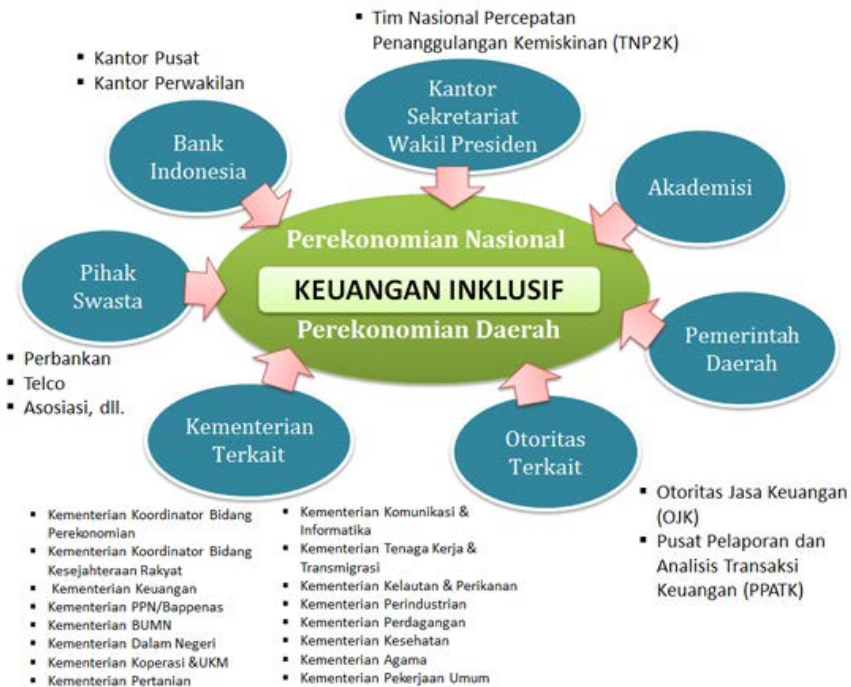 ▪ Tim Nasional Percepatan
Penanggulangan Kemiskinan (TNP2K)
▪ Kantor Pusat
▪ Kantor Perwakilan
Kantor
Sekretariat
Wakil Presiden
Bank
Indonesia
Akademisi
Perekonomian Nasional
KEUANGAN INKLUSIF
Perekonomian Daerah
Pihak
Swasta
▪ Perbankan
▪ Telco
▪ Asosiasi, dll.
Pemerintah
Daerah
Kementerian
Terkait
Otoritas
Terkait
▪ Otoritas Jasa Keuangan
(OJK)
▪ Pusat Pelaporan dan
Analisis Transaksi
Keuangan (PPATK)
▪ Kementerian Koordinator Bidang
Perekonomian
▪ Kementerian Koordinator Bidang
Kesejahteraan Rakyat
▪ Kementerian Keuangan
▪ Kementerian PPN/Bappenas
▪ Kementerian BUMN
▪ Kementerian Dalam Negeri
▪ Kementerian Koperasi &UKM
▪ Kementerian Pertanian
▪ Kementerian Komunikasi &
Informatika
▪ Kementerian Tenaga Kerja &
Transmigrasi
▪ Kementerian Kelautan & Perikanan
▪ Kementerian Perindustrian
▪ Kementerian Perdagangan
▪ Kementerian Kesehatan
▪ Kementerian Agama
▪ Kementerian Pekerjaan Umum